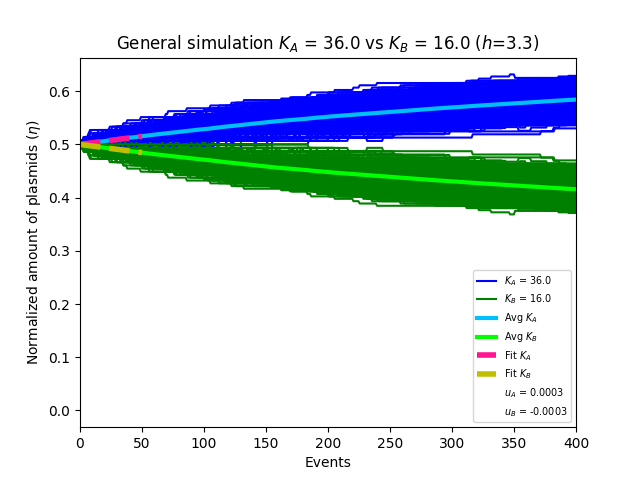 General simulation K_A = 36.0 vs K_B = 16.0 (h=3.3)
Normalized amount of plasmids (η)
0.6
0.5
0.4
0.3
0.2
0.1
0.0
K_A = 36.0
K_B = 16.0
Avg K_A
Avg K_B
Fit K_A
Fit K_B
u_A = 0.0003
u_B = -0.0003
0 50 100 150 200 250 300 350 400
Events